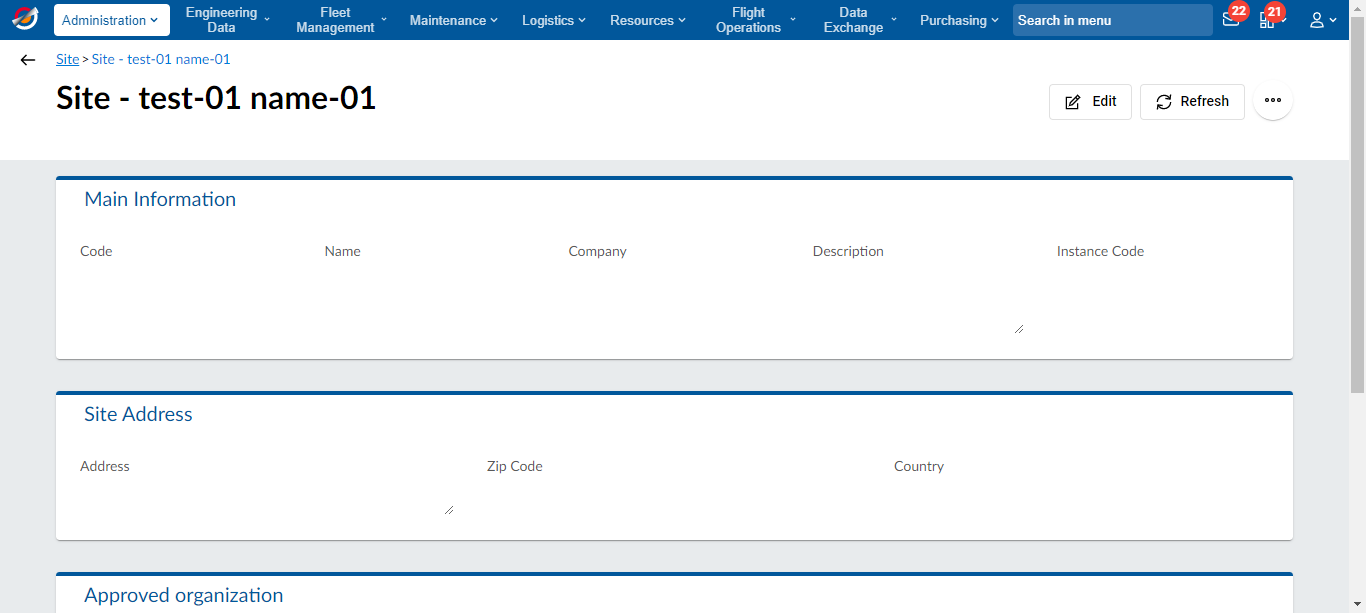 Administration
Engineering Data
Fleet Management
Maintenance
Logistics
Resources
Flight Operations
Data Exchange
Purchasing
Search in menu
22
21
Site > Site - test-01 name-01
Site - test-01 name-01
Edit
Refresh
Main Information
Code Name Company Description Instance Code
Site Address
Address Zip Code Country
Approved organization